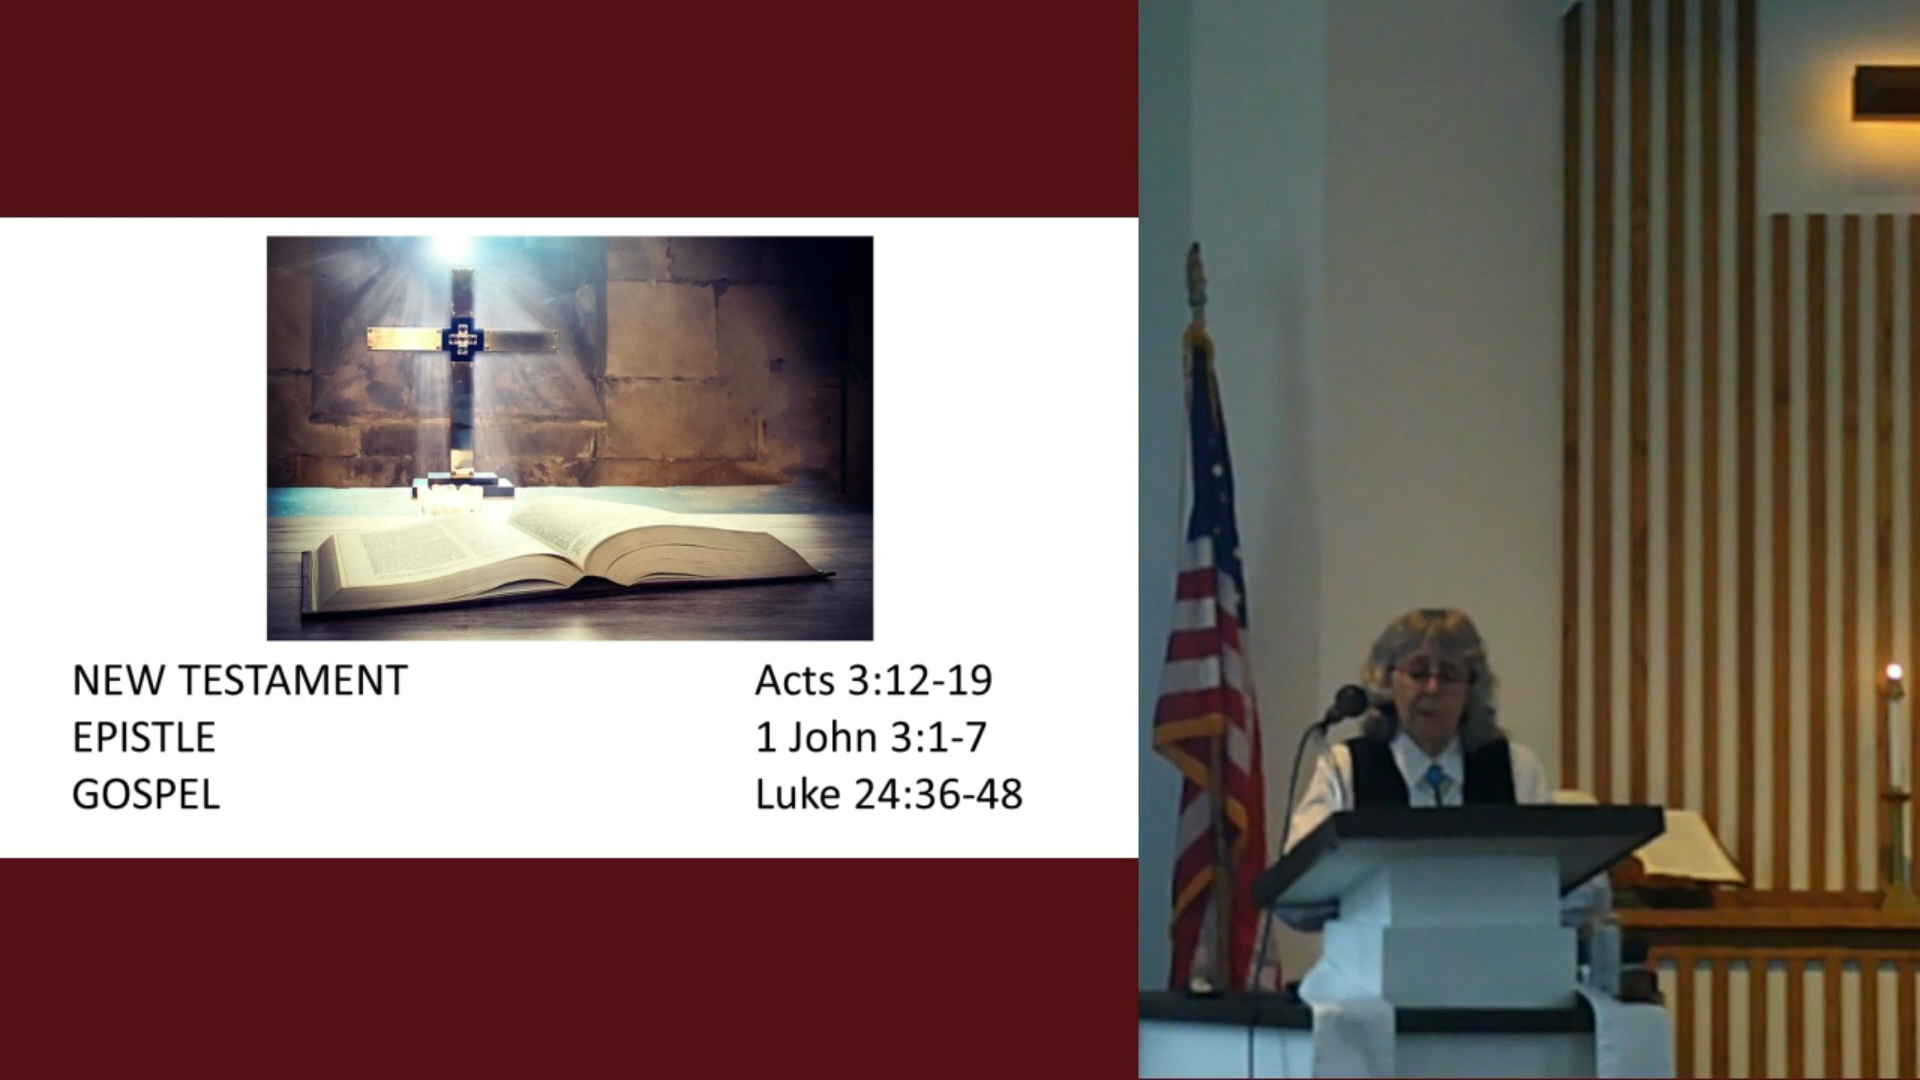 NEW TESTAMENT Acts 3:12-19
EPISTLE 1 John 3:1-7
GOSPEL Luke 24:36-48